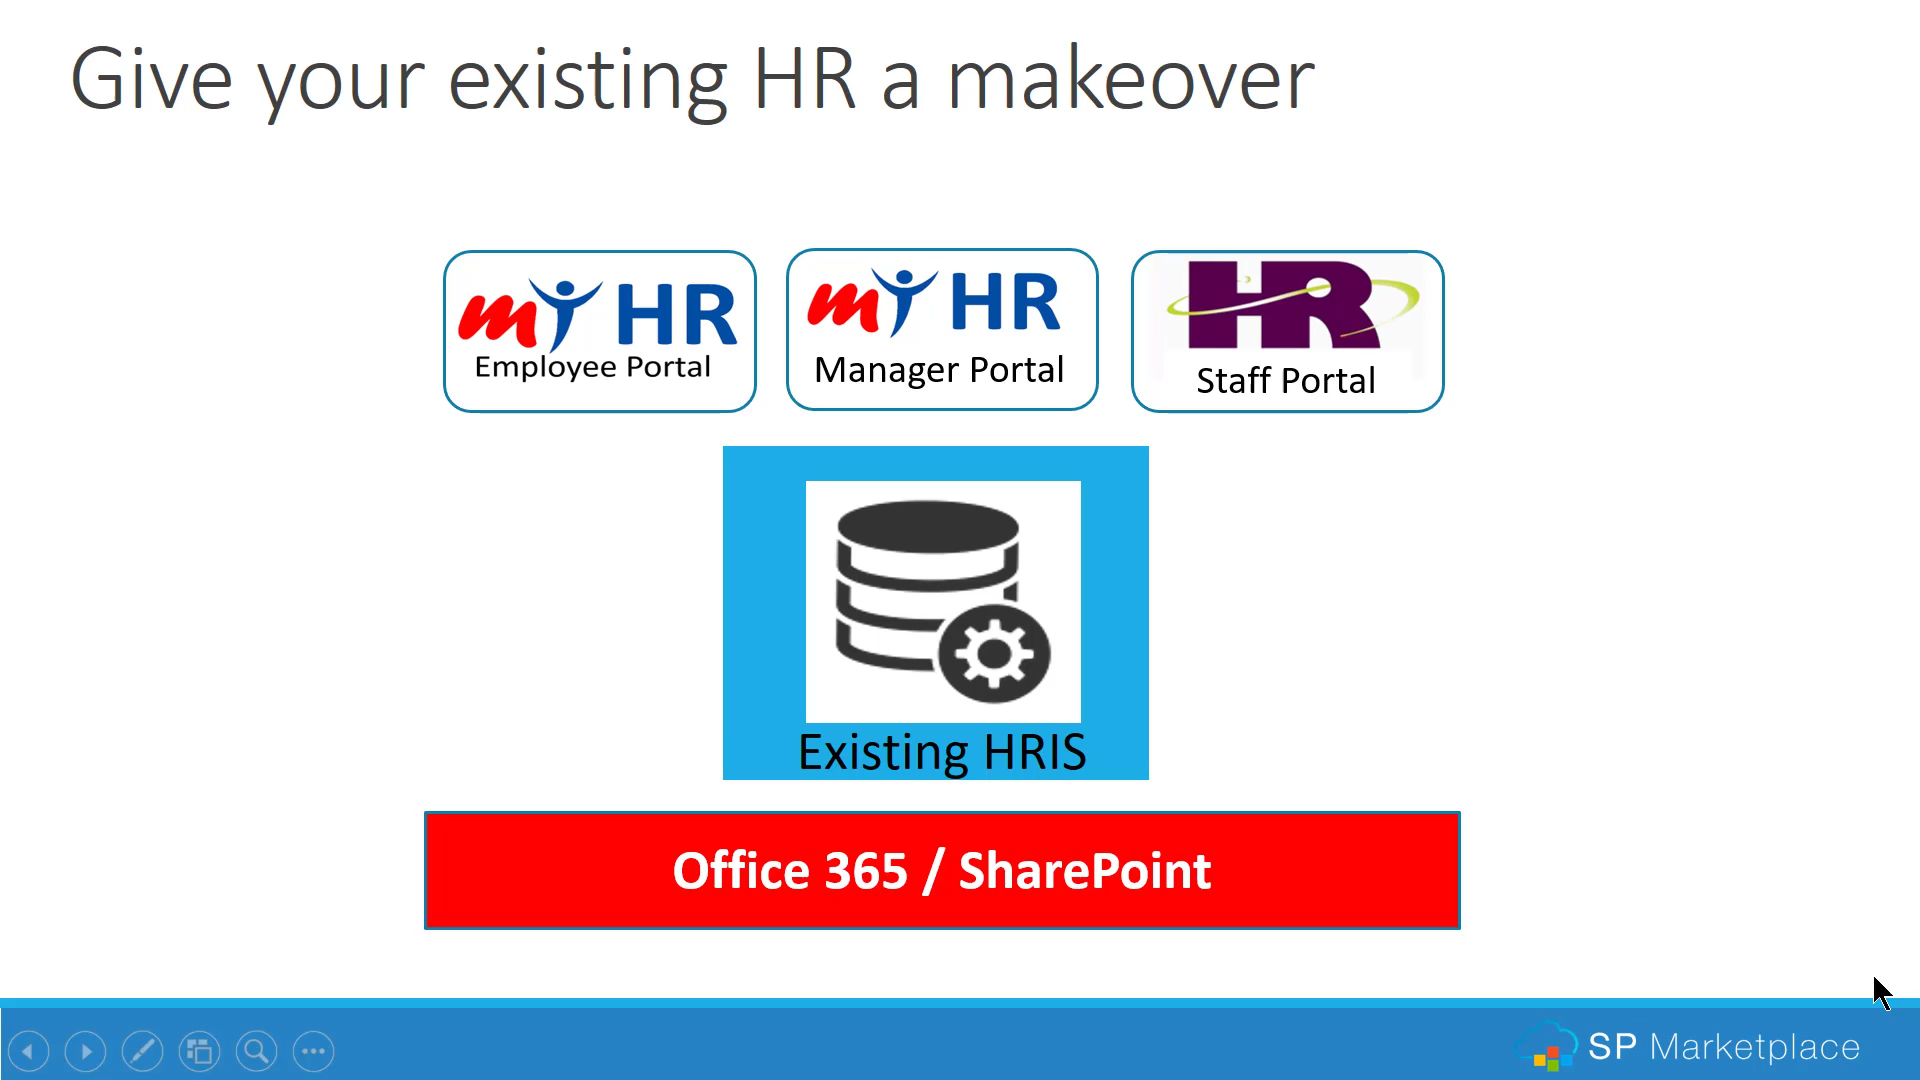 Give your existing HR a makeover
my HR
Employee Portal
my HR
Manager Portal
HR
Staff Portal
Existing HRIS
Office 365 / SharePoint
SP Marketplace